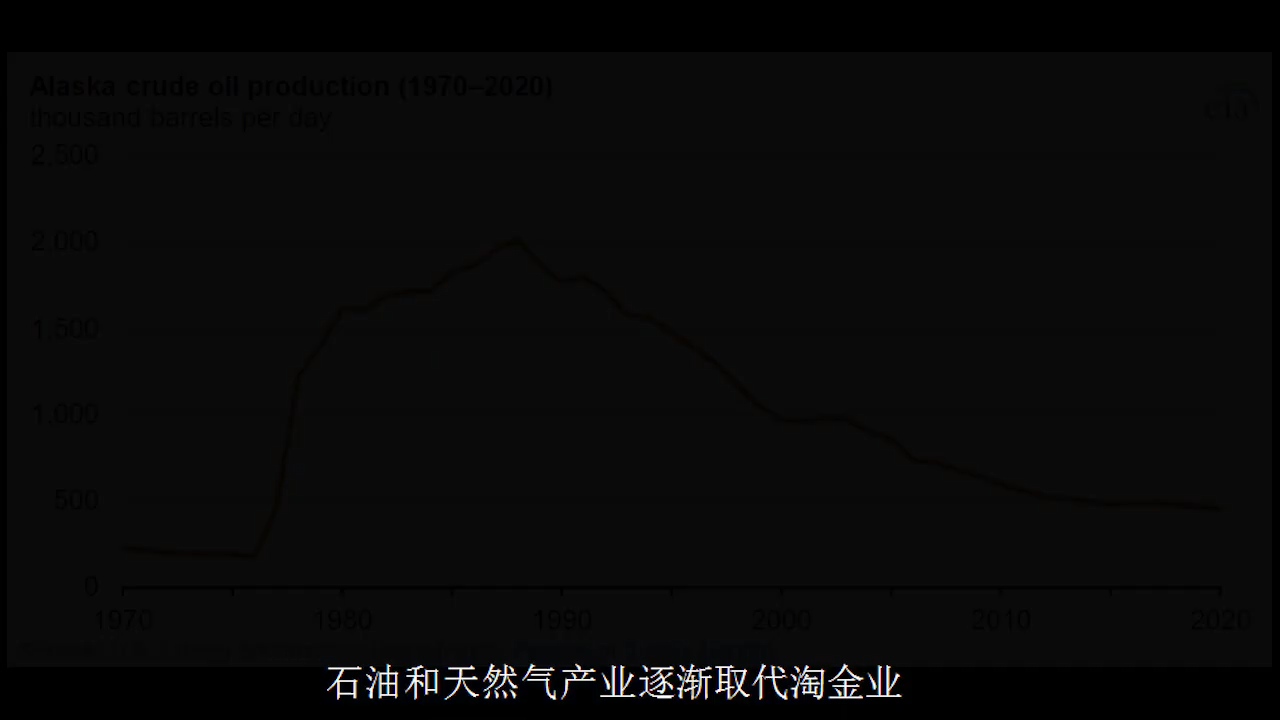 Alaska crude oil production (1970–2020)
thousand barrels per day
eia
2,500
2,000
1,500
1,000
500
0
1970 1980 1990 2000 2010 2020
石油和天然气产业逐渐取代淘金业